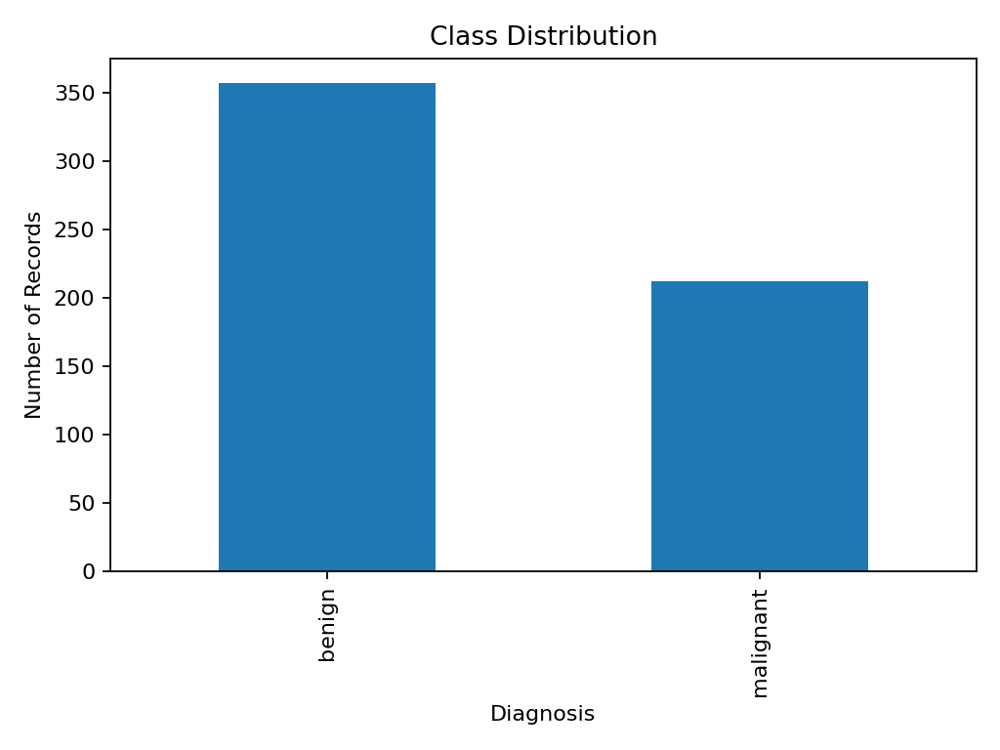 Class Distribution
Number of Records
350
300
250
200
150
100
50
0
benign
malignant
Diagnosis